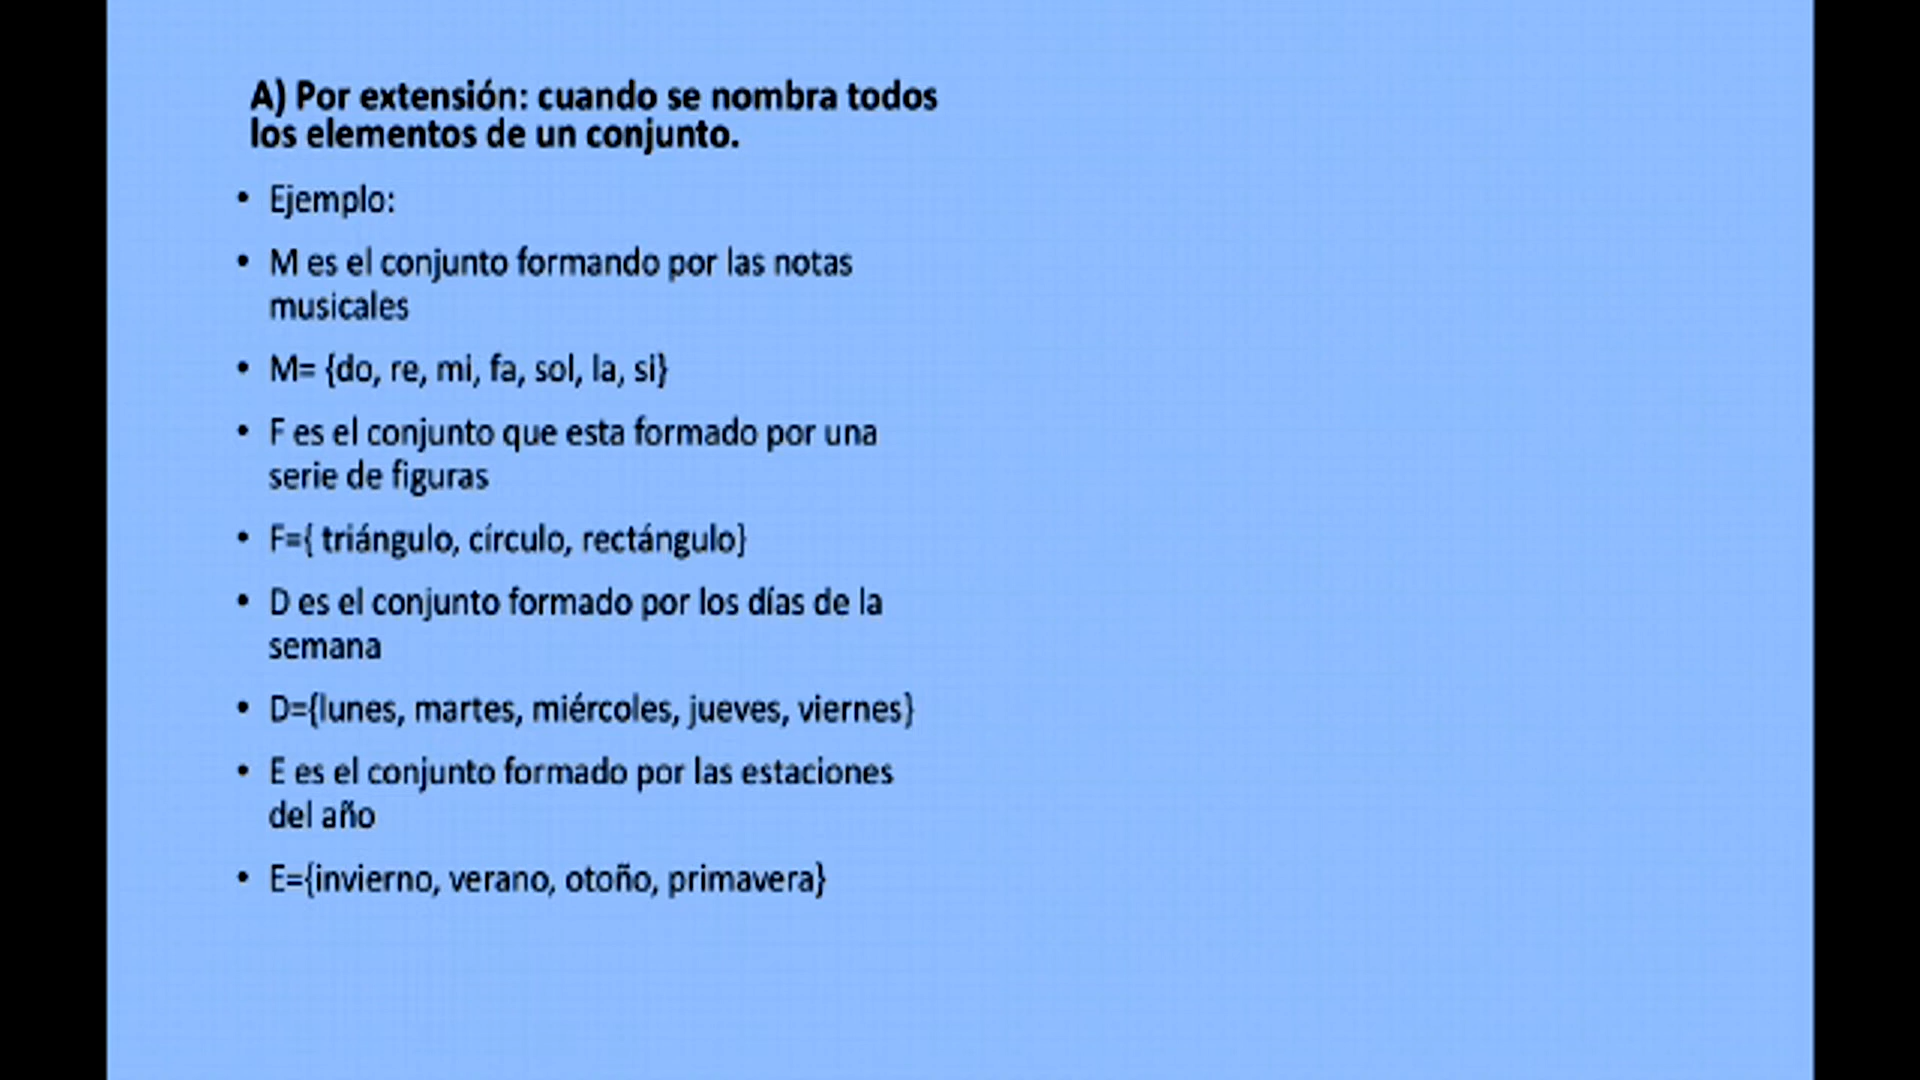 A) Por extensión: cuando se nombra todos
los elementos de un conjunto.
• Ejemplo:
• M es el conjunto formando por las notas
musicales
• M= {do, re, mi, fa, sol, la, si}
• F es el conjunto que esta formado por una
serie de figuras
• F={ triángulo, círculo, rectángulo}
• D es el conjunto formado por los días de la
semana
• D={lunes, martes, miércoles, jueves, viernes}
• E es el conjunto formado por las estaciones
del año
• E={invierno, verano, otoño, primavera}